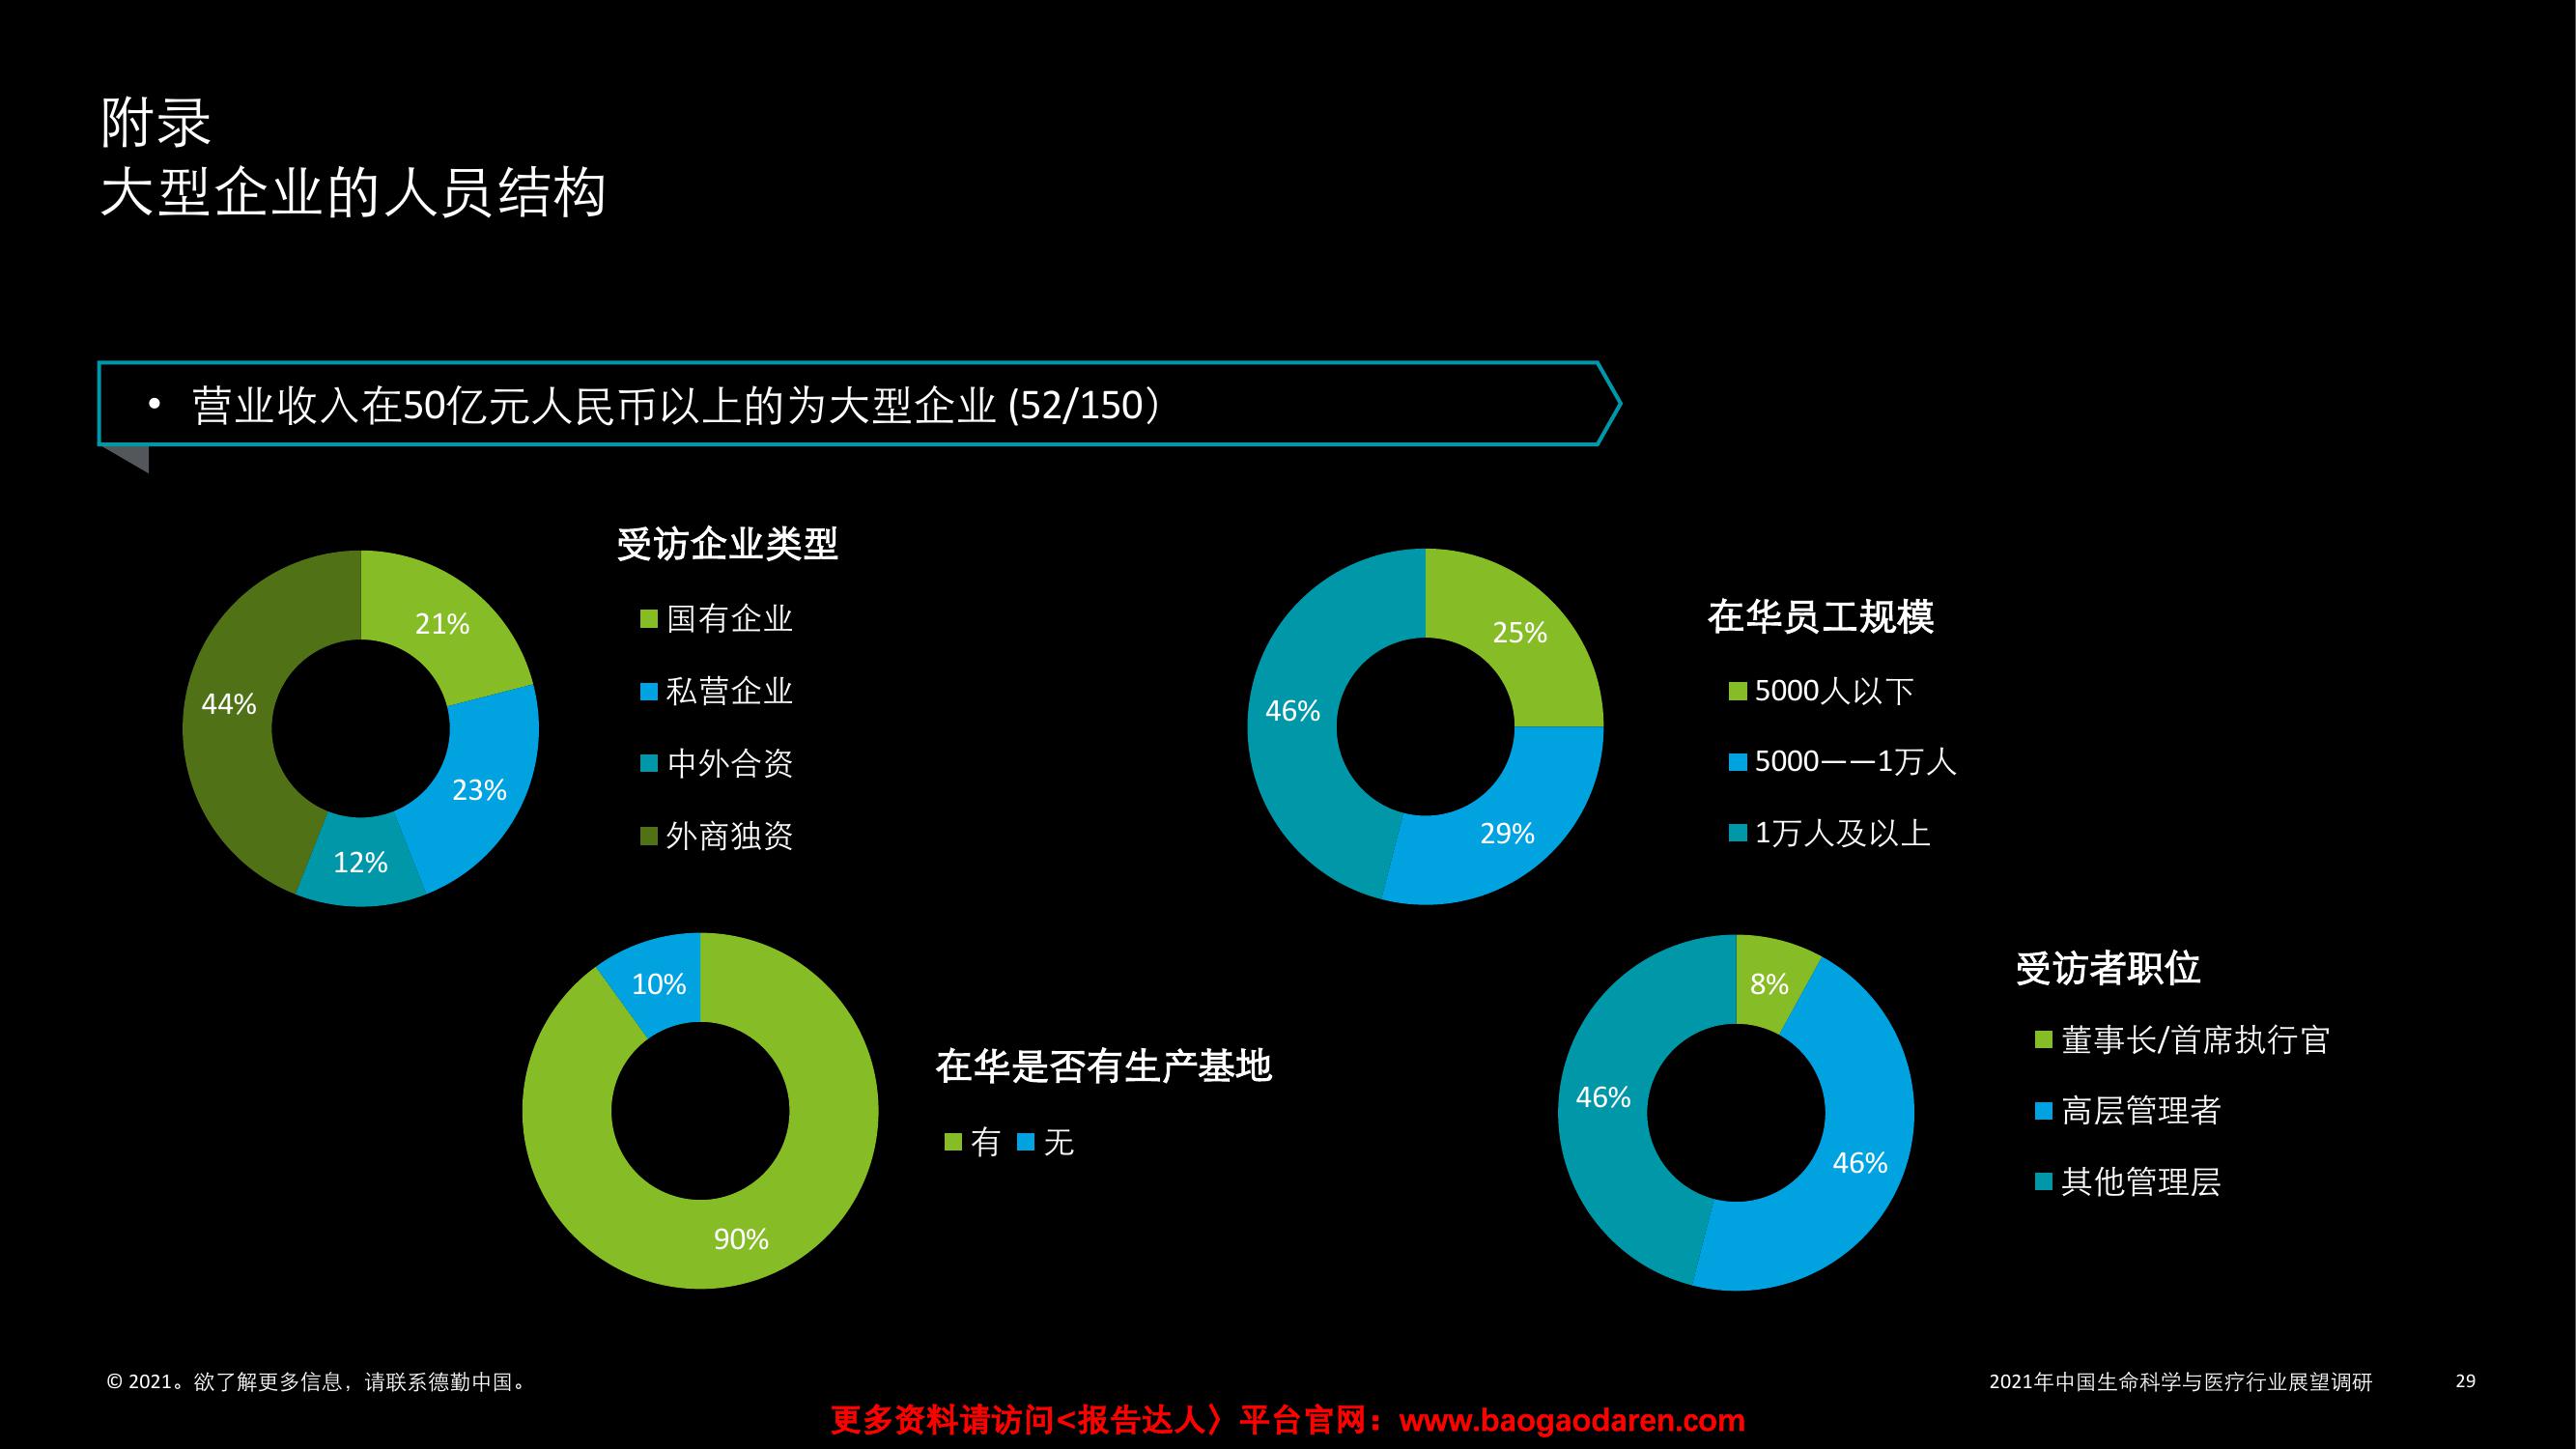 附录
大型企业的人员结构
• 营业收入在50亿元人民币以上的为大型企业 (52/150）
受访企业类型
国有企业
私营企业
中外合资
外商独资
21%
23%
12%
44%
在华员工规模
5000人以下
5000——1万人
1万人及以上
25%
29%
46%
在华是否有生产基地
有 无
10%
90%
受访者职位
董事长/首席执行官
高层管理者
其他管理层
8%
46%
46%
© 2021。欲了解更多信息，请联系德勤中国。
2021年中国生命科学与医疗行业展望调研 29
更多资料请访问<报告达人〉平台官网：www.baogaodaren.com